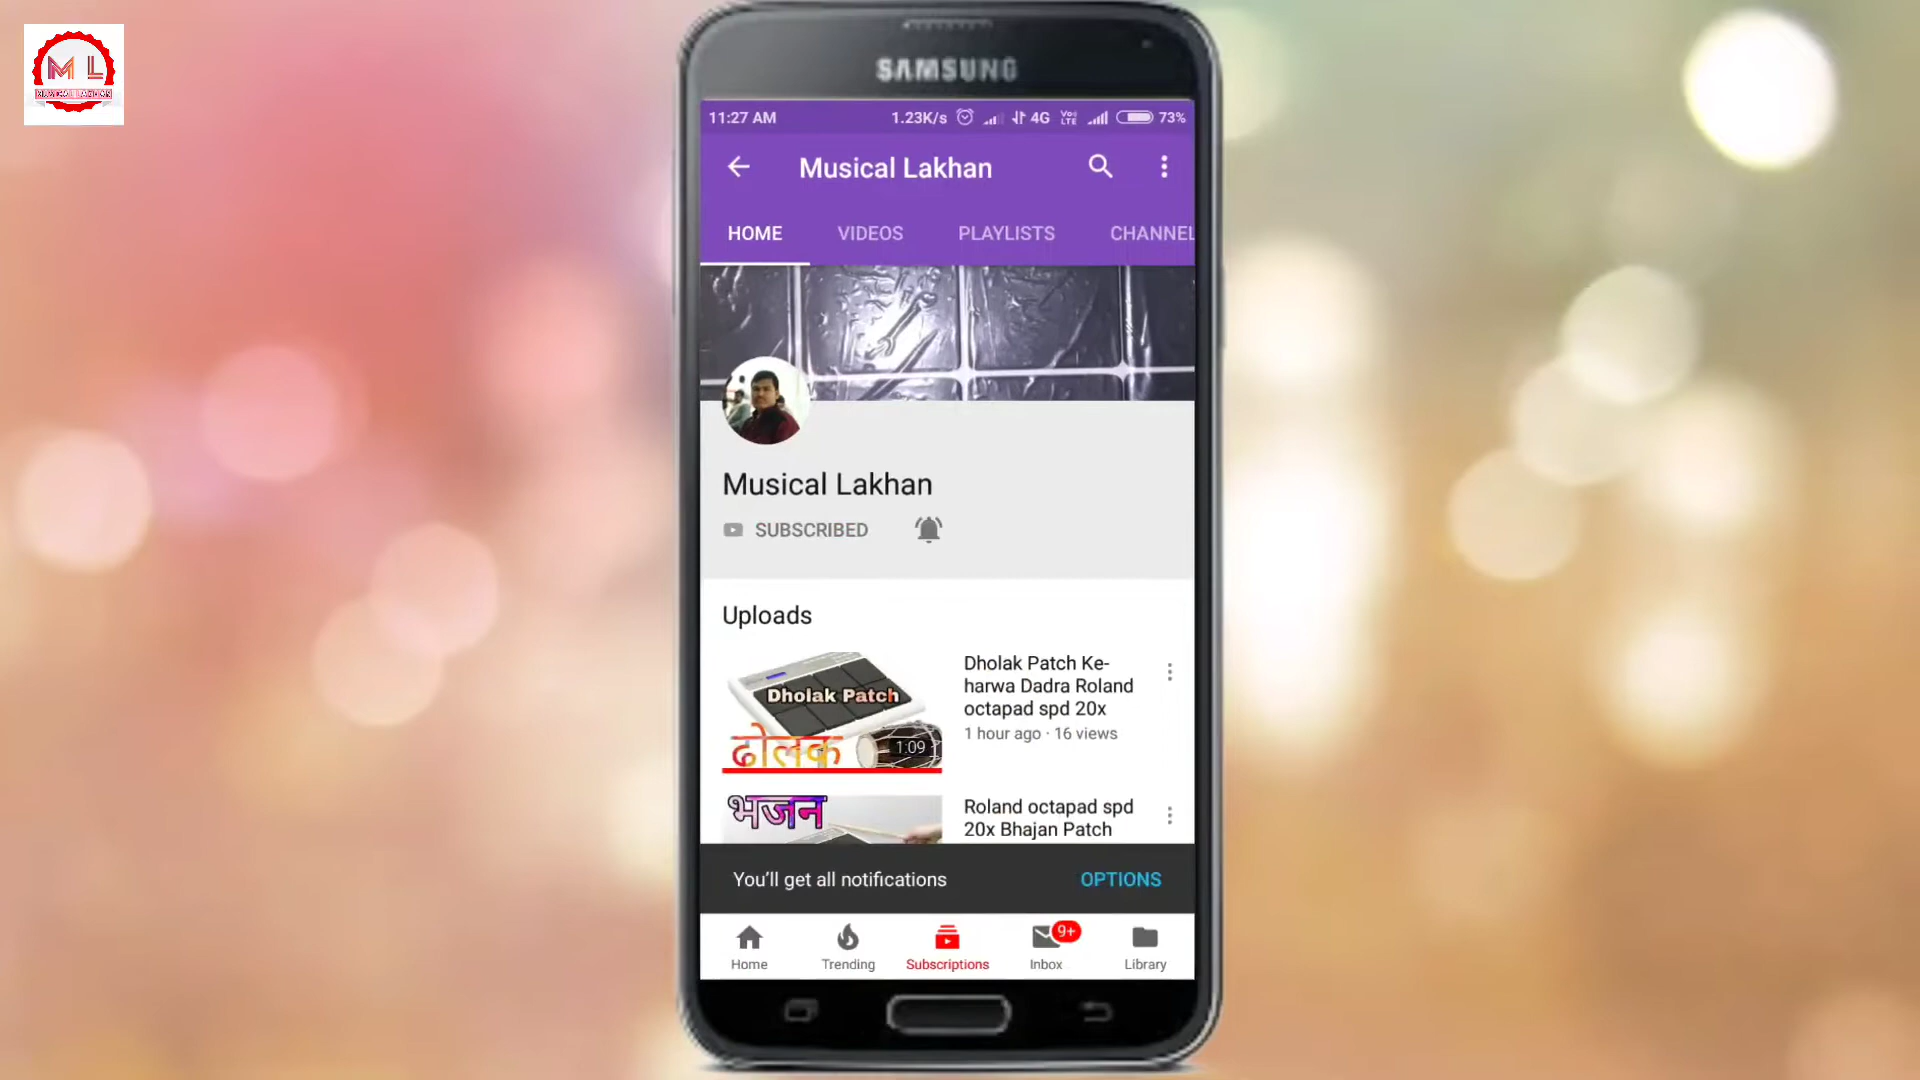 M L
SAMSUNG
11:27 AM 1.23K/s 4G Vo LTE 73%
Musical Lakhan
HOME VIDEOS PLAYLISTS CHANNEL
Musical Lakhan
SUBSCRIBED
Uploads
Dholak Patch
ढोलक
1:09
Dholak Patch Ke-
harwa Dadra Roland
octapad spd 20x
1 hour ago · 16 views
भजन
Roland octapad spd
20x Bhajan Patch
You'll get all notifications OPTIONS
9+
Home Trending Subscriptions Inbox Library